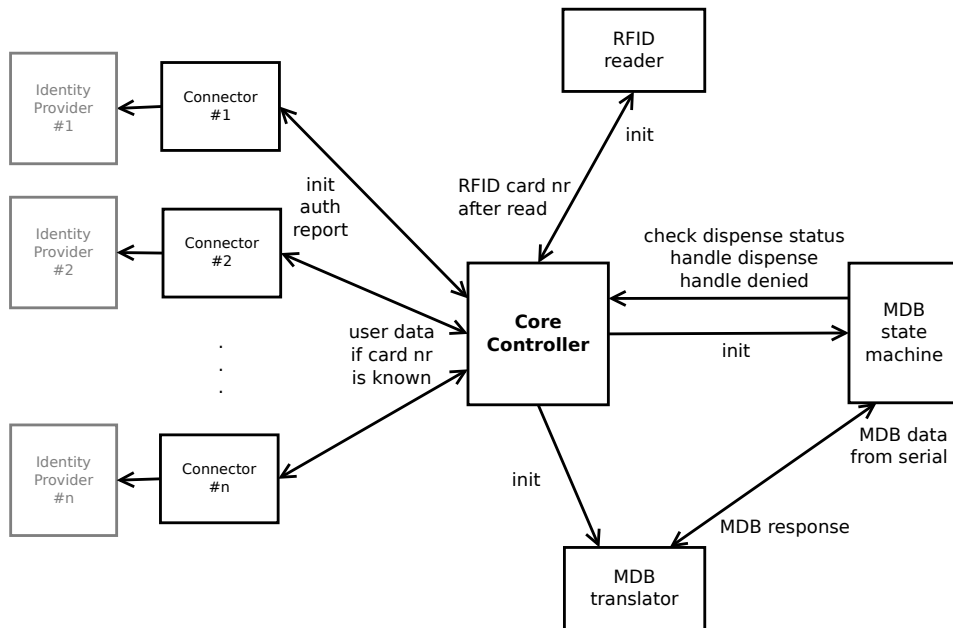 RFID
reader
Identity
Provider
#1
Connector
#1
init
RFID card nr
after read
init
auth
report
Identity
Provider
#2
Connector
#2
check dispense status
handle dispense
handle denied
Core
Controller
MDB
state
machine
init
user data
if card nr
is known
.
.
.
Identity
Provider
#n
Connector
#n
init
MDB data
from serial
MDB response
MDB
translator